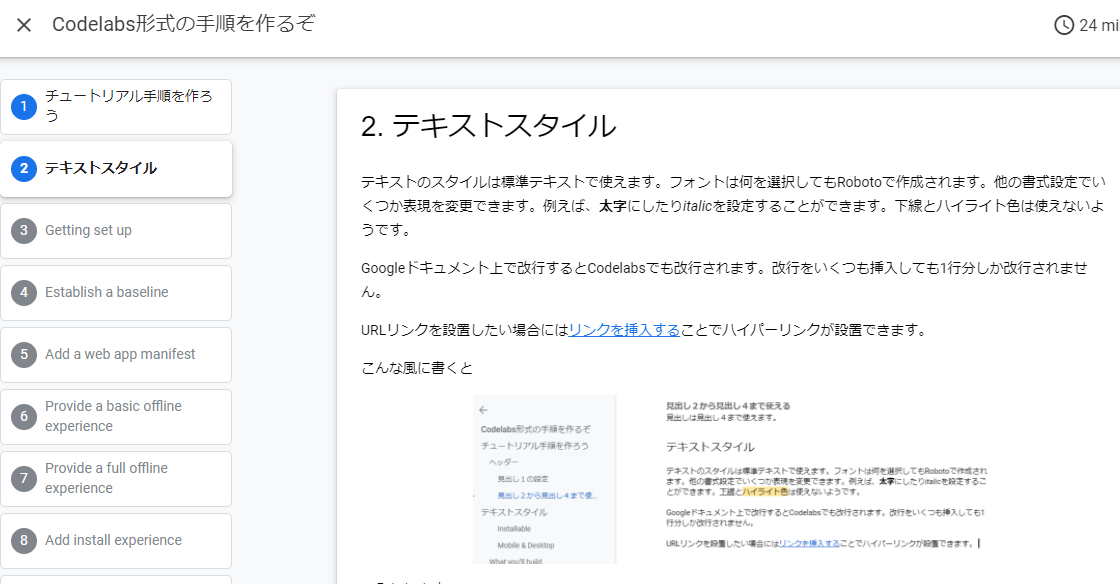 Codelabs形式の手順を作るぞ
24 mi
1 チュートリアル手順を作ろ
う
2 テキストスタイル
3 Getting set up
4 Establish a baseline
5 Add a web app manifest
6 Provide a basic offline
experience
7 Provide a full offline
experience
8 Add install experience
2. テキストスタイル
テキストのスタイルは標準テキストで使えます。フォントは何を選択してもRobotoで作成されます。他の書式設定でい
くつか表現を変更できます。例えば、太字にしたりitalicを設定することができます。下線とハイライト色は使えないよ
うです。
Googleドキュメント上で改行するとCodelabsでも改行されます。改行をいくつも挿入しても1行分しか改行されませ
ん。
URLリンクを設置したい場合にはリンクを挿入することでハイパーリンクが設置できます。
こんな風に書くと
Codelabs形式の手順を作るぞ
チュートリアル手順を作ろう
ヘッダー
見出し１の設定
見出し２から見出し４まで使...
テキストスタイル
Installable
Mobile & Desktop
What you'll build
見出し２から見出し４まで使える
見出しは見出し４まで使えます。
テキストスタイル
テキストのスタイルは標準テキストで使えます。フォントは何を選択してもRobotoで作成され
ます。他の書式設定でいくつか表現を変更できます。例えば、太字にしたりitalicを設定するこ
とができます。下線とハイライト色は使えないようです。
Googleドキュメント上で改行するとCodelabsでも改行されます。改行をいくつも挿入しても1
行分しか改行されません。
URLリンクを設置したい場合にはリンクを挿入することでハイパーリンクが設置できます。